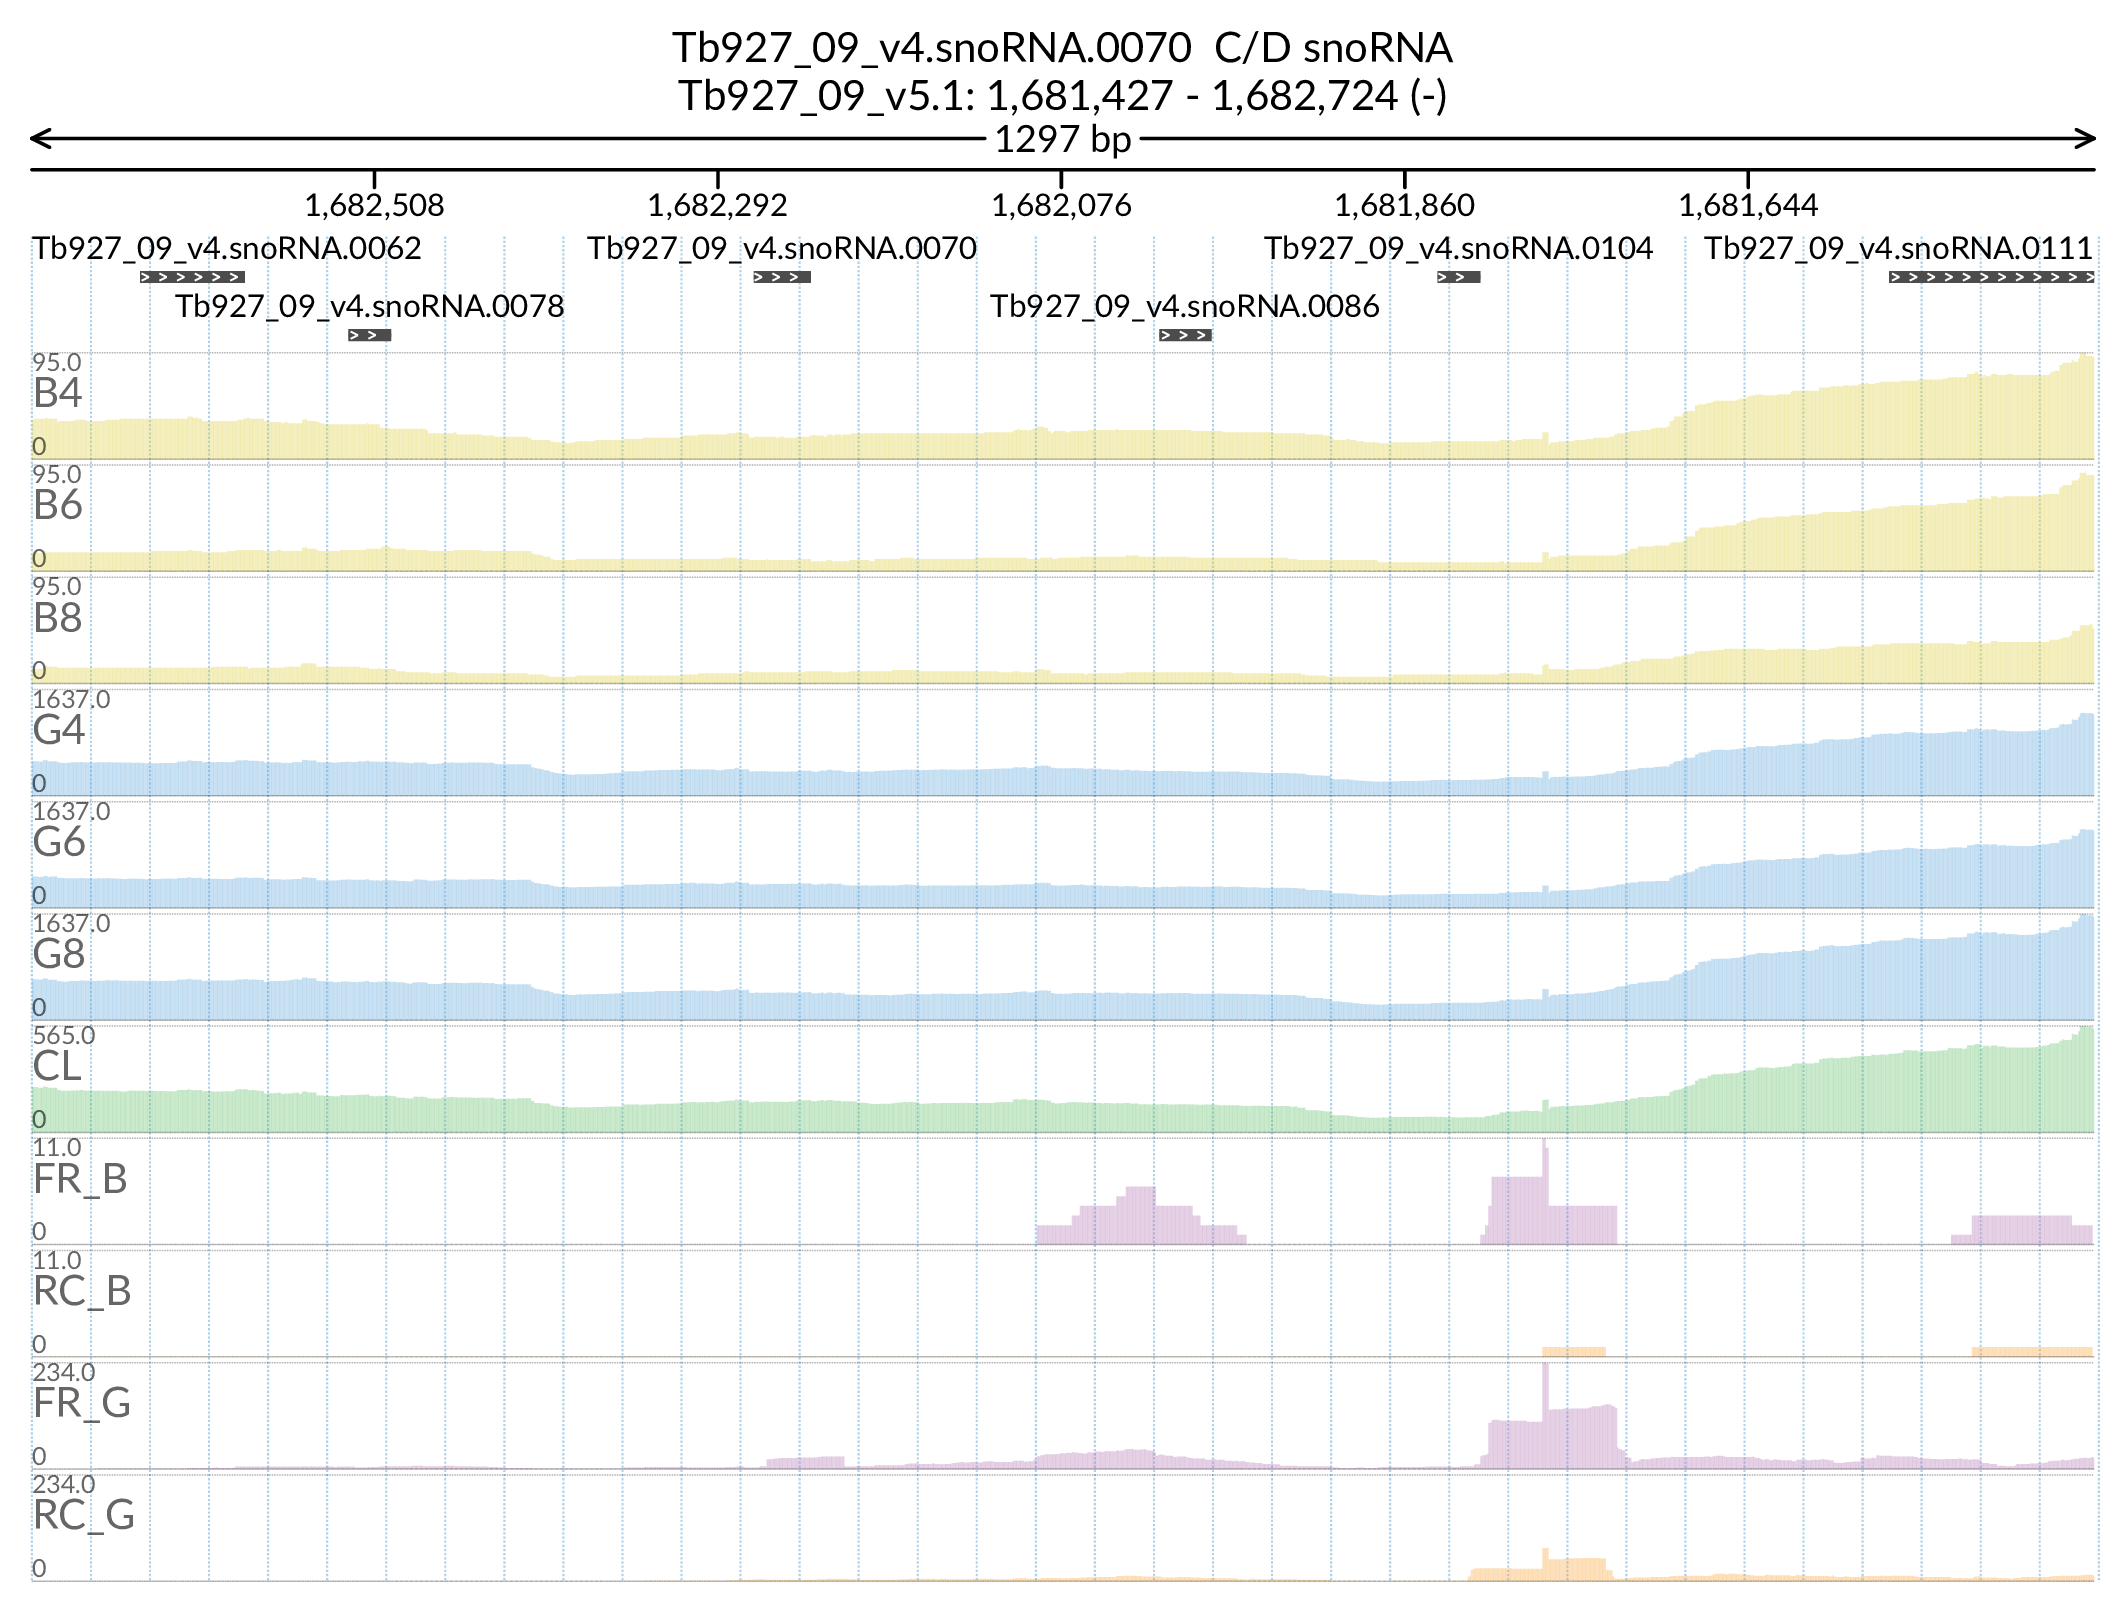 Tb927_09_v4.snoRNA.0070  C/D snoRNA
Tb927_09_v5.1: 1,681,427 - 1,682,724 (-)
1297 bp
1,682,508 1,682,292 1,682,076 1,681,860 1,681,644
Tb927_09_v4.snoRNA.0062 Tb927_09_v4.snoRNA.0070 Tb927_09_v4.snoRNA.0104 Tb927_09_v4.snoRNA.0111
Tb927_09_v4.snoRNA.0078 Tb927_09_v4.snoRNA.0086
95.0
B4
0
95.0
B6
0
95.0
B8
0
1637.0
G4
0
1637.0
G6
0
1637.0
G8
0
565.0
CL
0
11.0
FR_B
0
11.0
RC_B
0
234.0
FR_G
0
234.0
RC_G
0